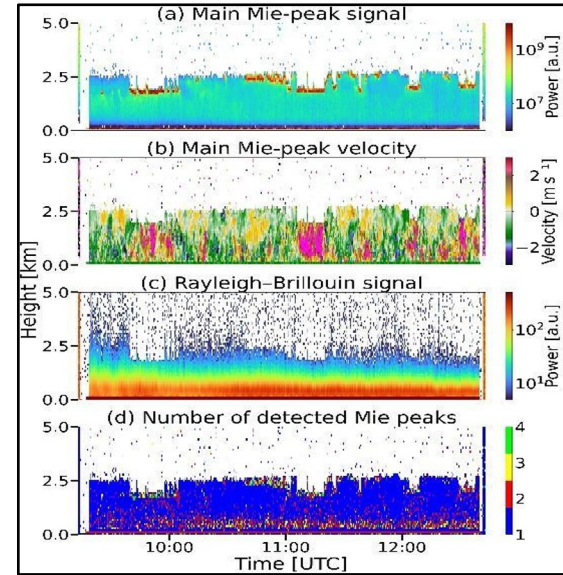 (a) Main Mie-peak signal
5.0
2.5
0.0
10⁹
10⁷
Power [a.u.]
(b) Main Mie-peak velocity
5.0
2.5
0.0
2
0
−2
Velocity [m s⁻¹]
(c) Rayleigh–Brillouin signal
5.0
2.5
0.0
10²
10¹
Power [a.u.]
(d) Number of detected Mie peaks
5.0
2.5
0.0
4
3
2
1
Height [km]
10:00 11:00 12:00
Time [UTC]